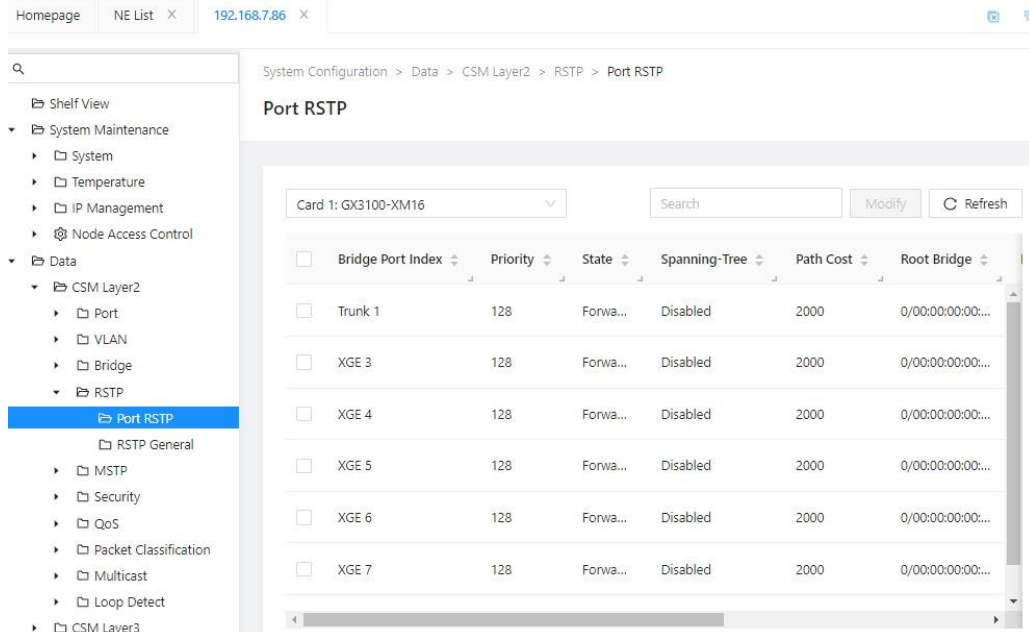 Homepage NE List × 192.168.7.86 ×
System Configuration > Data > CSM Layer2 > RSTP > Port RSTP
Port RSTP
Shelf View
System Maintenance
System
Temperature
IP Management
Node Access Control
Data
CSM Layer2
Port
VLAN
Bridge
RSTP
Port RSTP
RSTP General
MSTP
Security
QoS
Packet Classification
Multicast
Loop Detect
CSM Layer3
Card 1: GX3100-XM16 Search Modify Refresh
Bridge Port Index Priority State Spanning-Tree Path Cost Root Bridge
Trunk 1 128 Forwa... Disabled 2000 0/00:00:00:00:...
XGE 3 128 Forwa... Disabled 2000 0/00:00:00:00:...
XGE 4 128 Forwa... Disabled 2000 0/00:00:00:00:...
XGE 5 128 Forwa... Disabled 2000 0/00:00:00:00:...
XGE 6 128 Forwa... Disabled 2000 0/00:00:00:00:...
XGE 7 128 Forwa... Disabled 2000 0/00:00:00:00:...